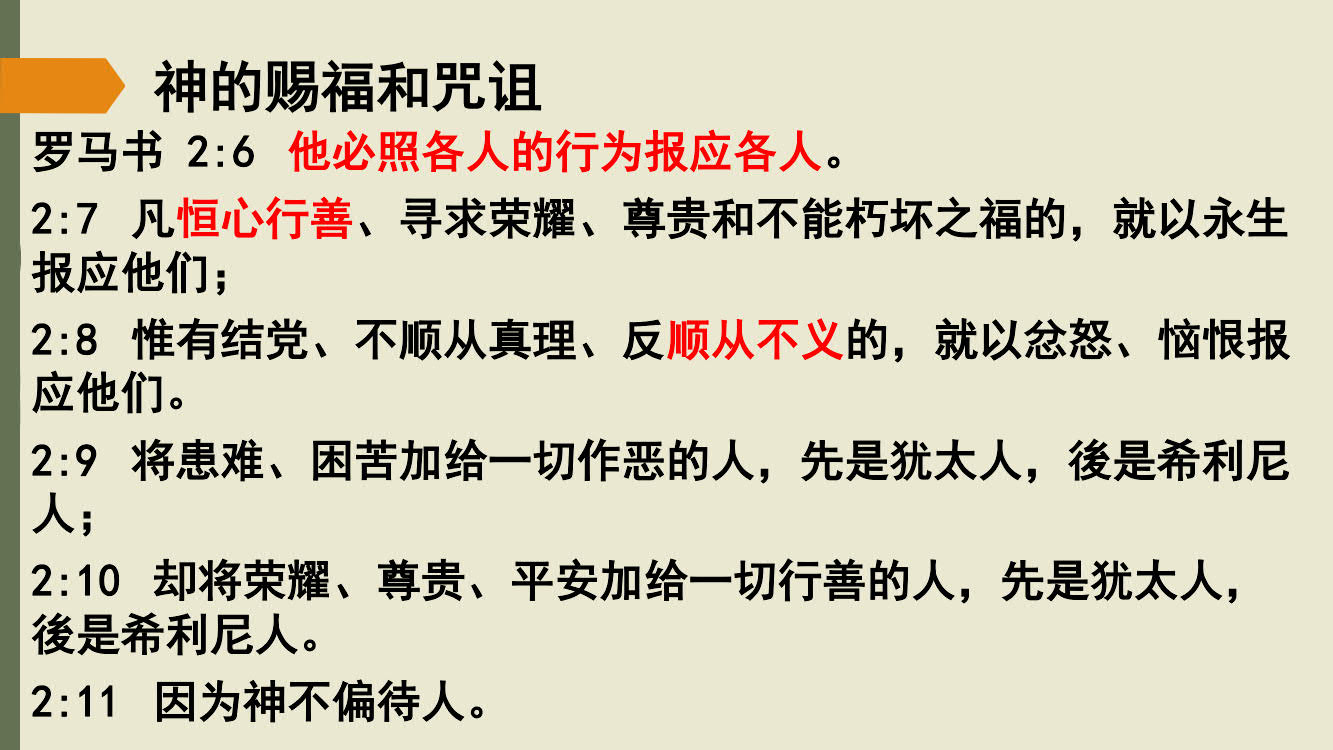 神的赐福和咒诅
罗马书 2:6 他必照各人的行为报应各人。
2:7 凡恒心行善、寻求荣耀、尊贵和不能朽坏之福的，就以永生
报应他们；
2:8 惟有结党、不顺从真理、反顺从不义的，就以忿怒、恼恨报
应他们。
2:9 将患难、困苦加给一切作恶的人，先是犹太人，後是希利尼
人；
2:10 却将荣耀、尊贵、平安加给一切行善的人，先是犹太人，
後是希利尼人。
2:11 因为神不偏待人。